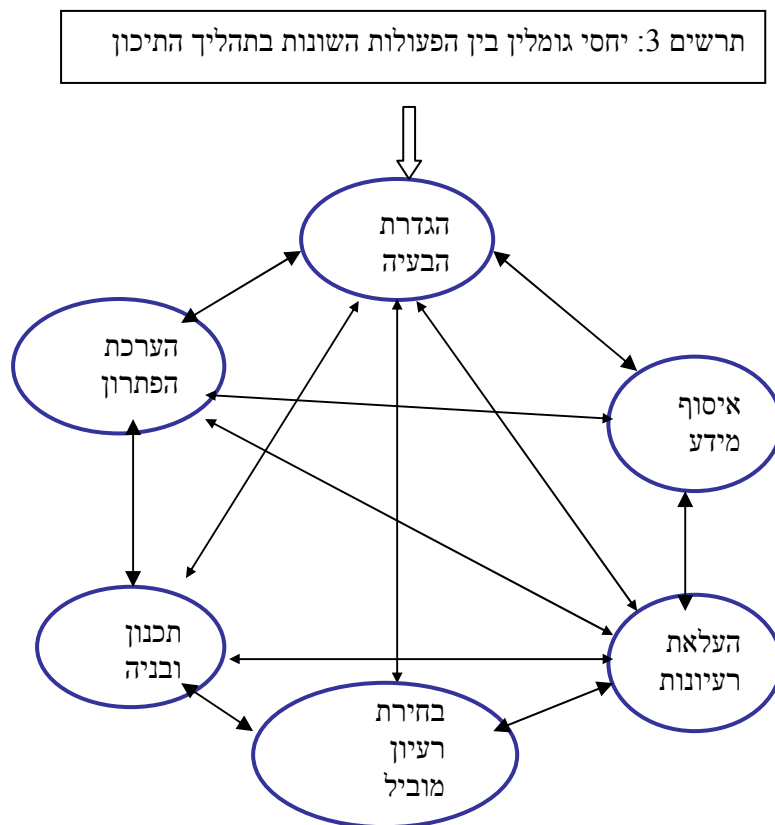 תרשים 3: יחסי גומלין בין הפעולות השונות בתהליך התיכון
הגדרת
הבעיה
איסוף
מידע
העלאת
רעיונות
בחירת
רעיון
מוביל
תכנון
ובניה
הערכת
הפתרון